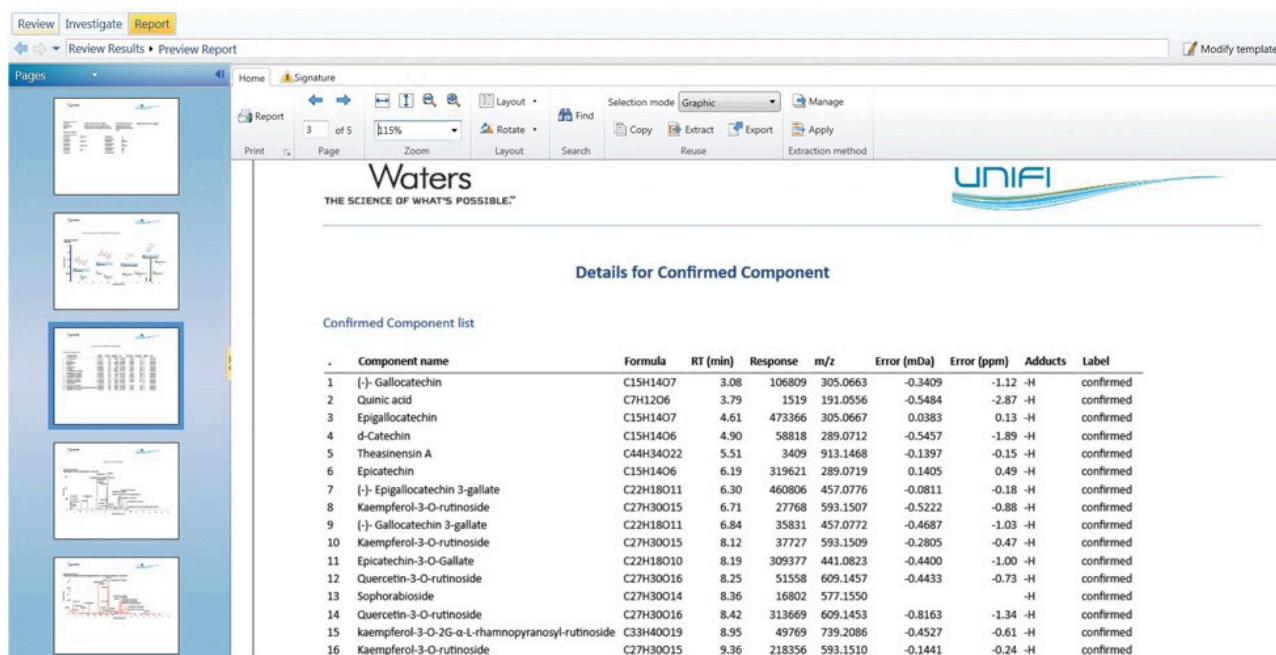 Review Investigate Report
Review Results ▸ Preview Report
Modify template
Pages
Home Signature
Report
3 of 5
115%
Layout
Rotate
Find
Selection mode Graphic
Copy Extract Export
Manage
Apply
Print Page Zoom Layout Search Reuse Extraction method
Waters
THE SCIENCE OF WHAT'S POSSIBLE.™
UNIFI
Details for Confirmed Component
Confirmed Component list
. Component name Formula RT (min) Response m/z Error (mDa) Error (ppm) Adducts Label
1 (-)- Gallocatechin C15H14O7 3.08 106809 305.0663 -0.3409 -1.12 -H confirmed
2 Quinic acid C7H12O6 3.79 1519 191.0556 -0.5484 -2.87 -H confirmed
3 Epigallocatechin C15H14O7 4.61 473366 305.0667 0.0383 0.13 -H confirmed
4 d-Catechin C15H14O6 4.90 58818 289.0712 -0.5457 -1.89 -H confirmed
5 Theasinensin A C44H34O22 5.51 3409 913.1468 -0.1397 -0.15 -H confirmed
6 Epicatechin C15H14O6 6.19 319621 289.0719 0.1405 0.49 -H confirmed
7 (-)- Epigallocatechin 3-gallate C22H18O11 6.30 460806 457.0776 -0.0811 -0.18 -H confirmed
8 Kaempferol-3-O-rutinoside C27H30O15 6.71 27768 593.1507 -0.5222 -0.88 -H confirmed
9 (-)- Gallocatechin 3-gallate C22H18O11 6.84 35831 457.0772 -0.4687 -1.03 -H confirmed
10 Kaempferol-3-O-rutinoside C27H30O15 8.12 37727 593.1509 -0.2805 -0.47 -H confirmed
11 Epicatechin-3-O-Gallate C22H18O10 8.19 309377 441.0823 -0.4400 -1.00 -H confirmed
12 Quercetin-3-O-rutinoside C27H30O16 8.25 51558 609.1457 -0.4433 -0.73 -H confirmed
13 Sophorabioside C27H30O14 8.36 16802 577.1550 -H confirmed
14 Quercetin-3-O-rutinoside C27H30O16 8.42 313669 609.1453 -0.8163 -1.34 -H confirmed
15 kaempferol-3-O-2G-α-L-rhamnopyranosyl-rutinoside C33H40O19 8.95 49769 739.2086 -0.4527 -0.61 -H confirmed
16 Kaempferol-3-O-rutinoside C27H30O15 9.36 218356 593.1510 -0.1441 -0.24 -H confirmed